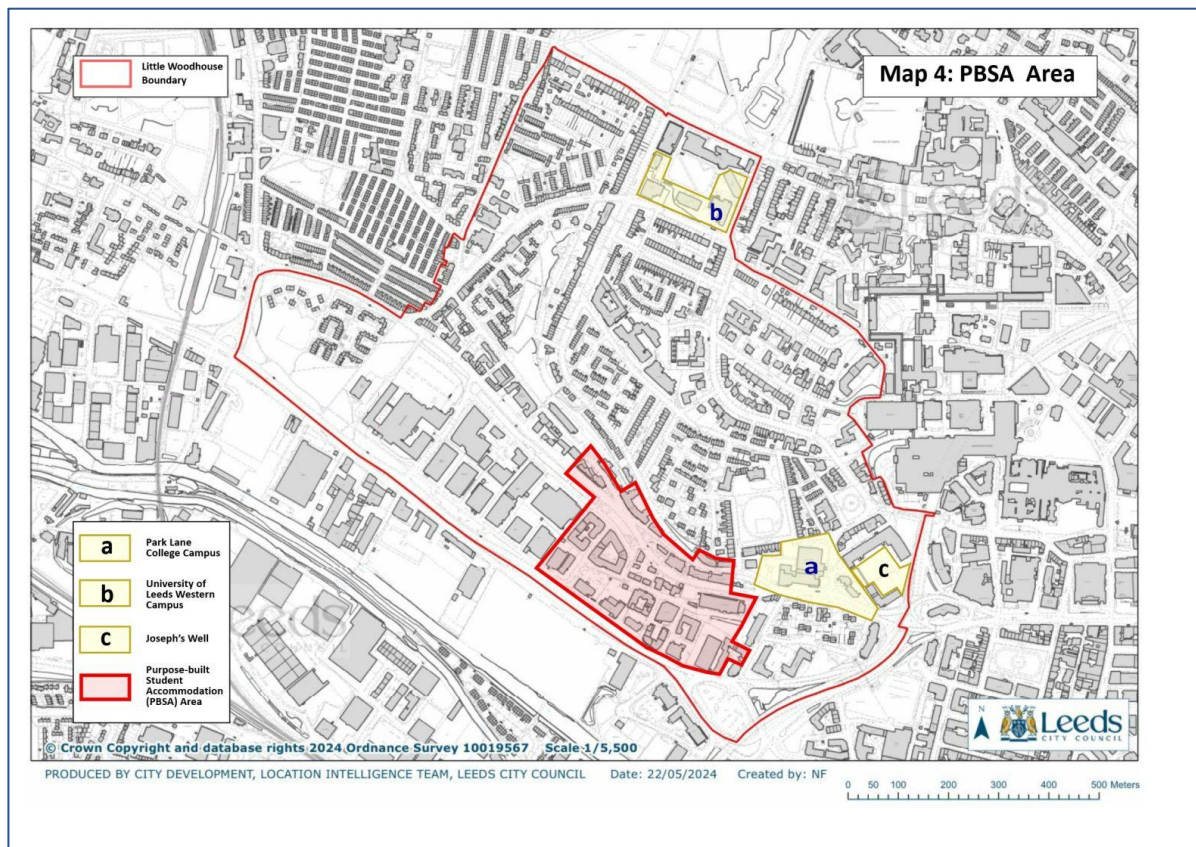 Little Woodhouse
Boundary
Map 4: PBSA Area
Leeds
b
a
c
a
Park Lane
College Campus
b
University of
Leeds Western
Campus
c
Joseph's Well
Purpose-built
Student
Accommodation
(PBSA) Area
N
Leeds
CITY COUNCIL
© Crown Copyright and database rights 2024 Ordnance Survey 10019567 Scale 1/5,500
PRODUCED BY CITY DEVELOPMENT, LOCATION INTELLIGENCE TEAM, LEEDS CITY COUNCIL Date: 22/05/2024 Created by: NF
0 50 100 200 300 400 500 Meters